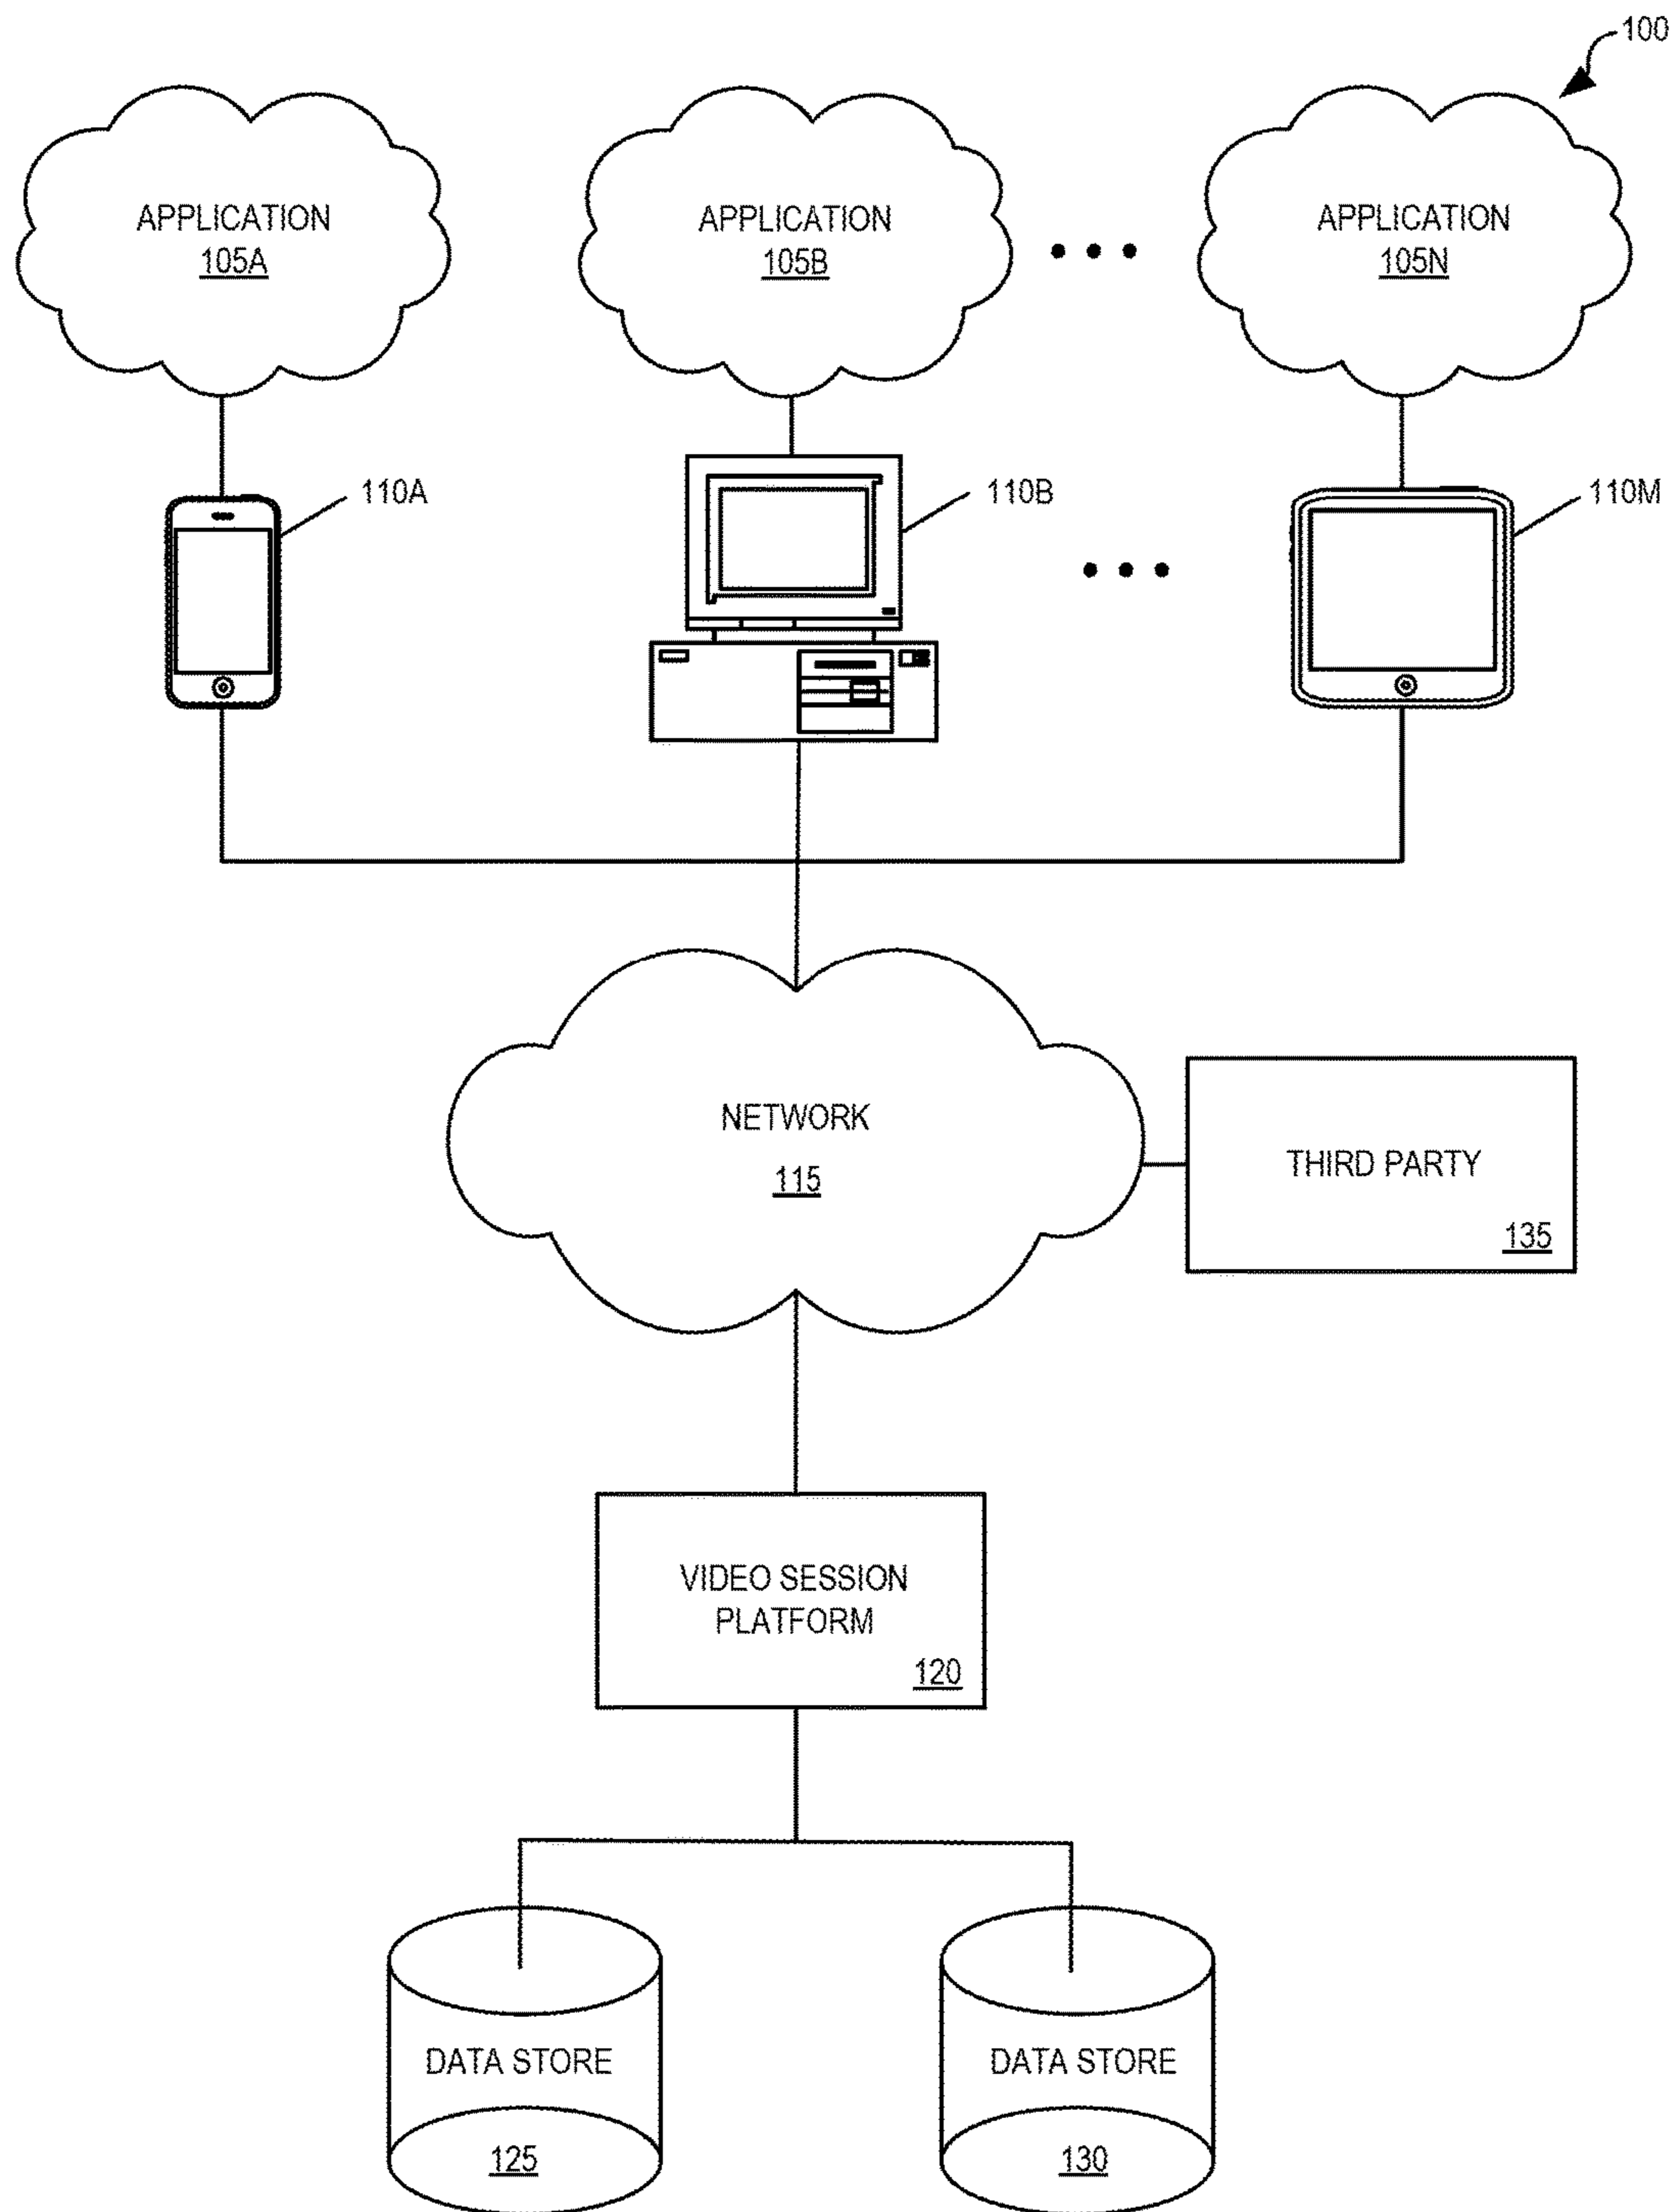 100
APPLICATION
105A
APPLICATION
105B
APPLICATION
105N
110A
110B
110M
NETWORK
115
THIRD PARTY
135
VIDEO SESSION
PLATFORM
120
DATA STORE
125
DATA STORE
130